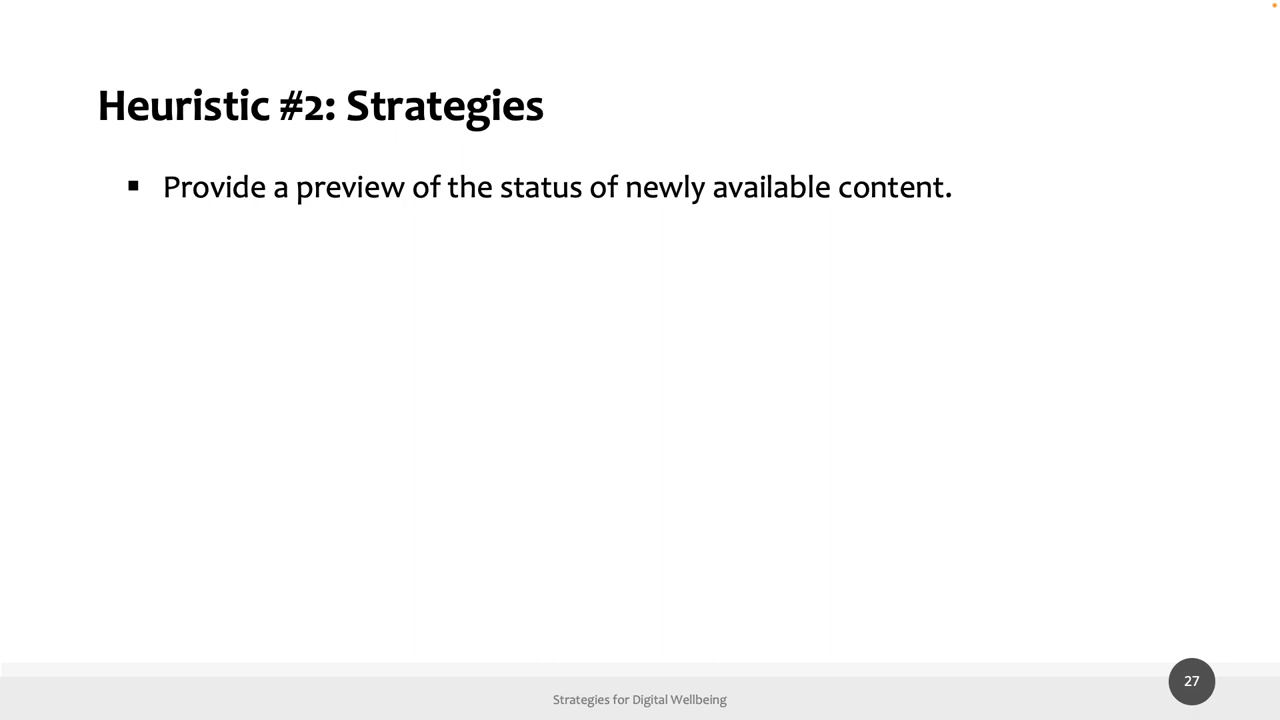 Heuristic #2: Strategies
▪ Provide a preview of the status of newly available content.
Strategies for Digital Wellbeing
27